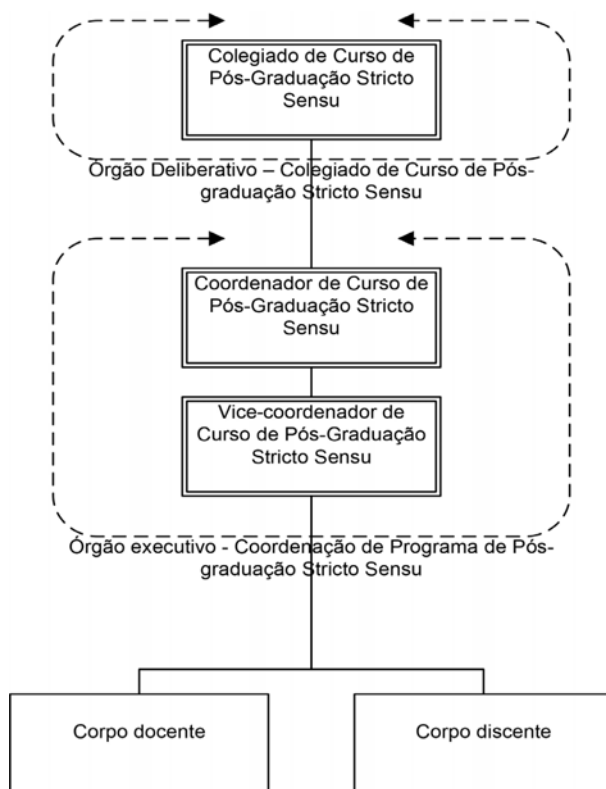 Colegiado de Curso de
Pós-Graduação Stricto
Sensu
Órgão Deliberativo – Colegiado de Curso de Pós-
graduação Stricto Sensu
Coordenador de Curso de
Pós-Graduação Stricto
Sensu
Vice-coordenador de
Curso de Pós-Graduação
Stricto Sensu
Órgão executivo - Coordenação de Programa de Pós-
graduação Stricto Sensu
Corpo docente
Corpo discente